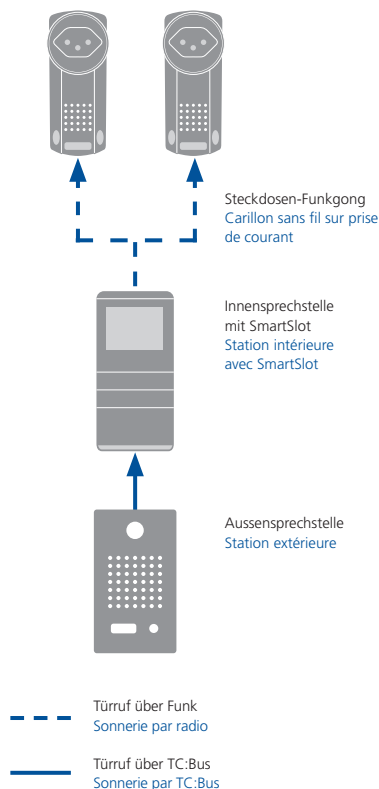 Steckdosen-Funkgong
Carillon sans fil sur prise
de courant
Innensprechstelle
mit SmartSlot
Station intérieure
avec SmartSlot
Aussensprechstelle
Station extérieure
Türruf über Funk
Sonnerie par radio
Türruf über TC:Bus
Sonnerie par TC:Bus